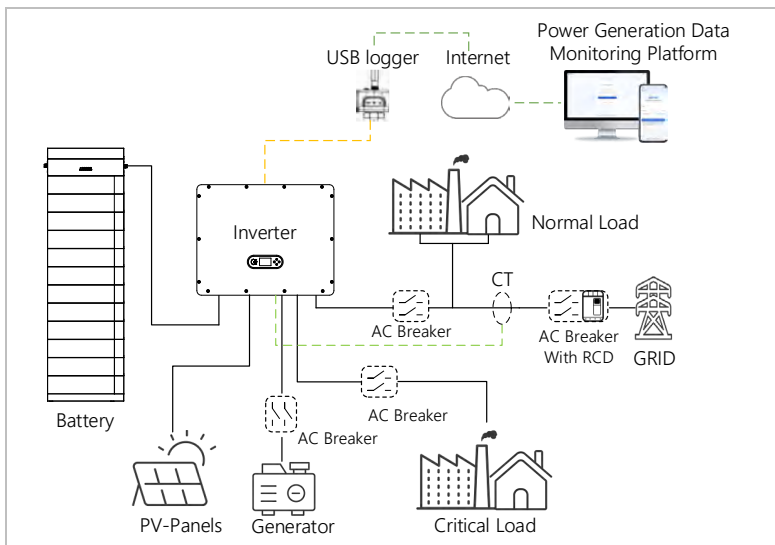 Power Generation Data
Monitoring Platform
USB logger
Internet
Inverter
Normal Load
CT
AC Breaker
AC Breaker
With RCD
GRID
Battery
AC Breaker
AC Breaker
PV-Panels
Generator
Critical Load